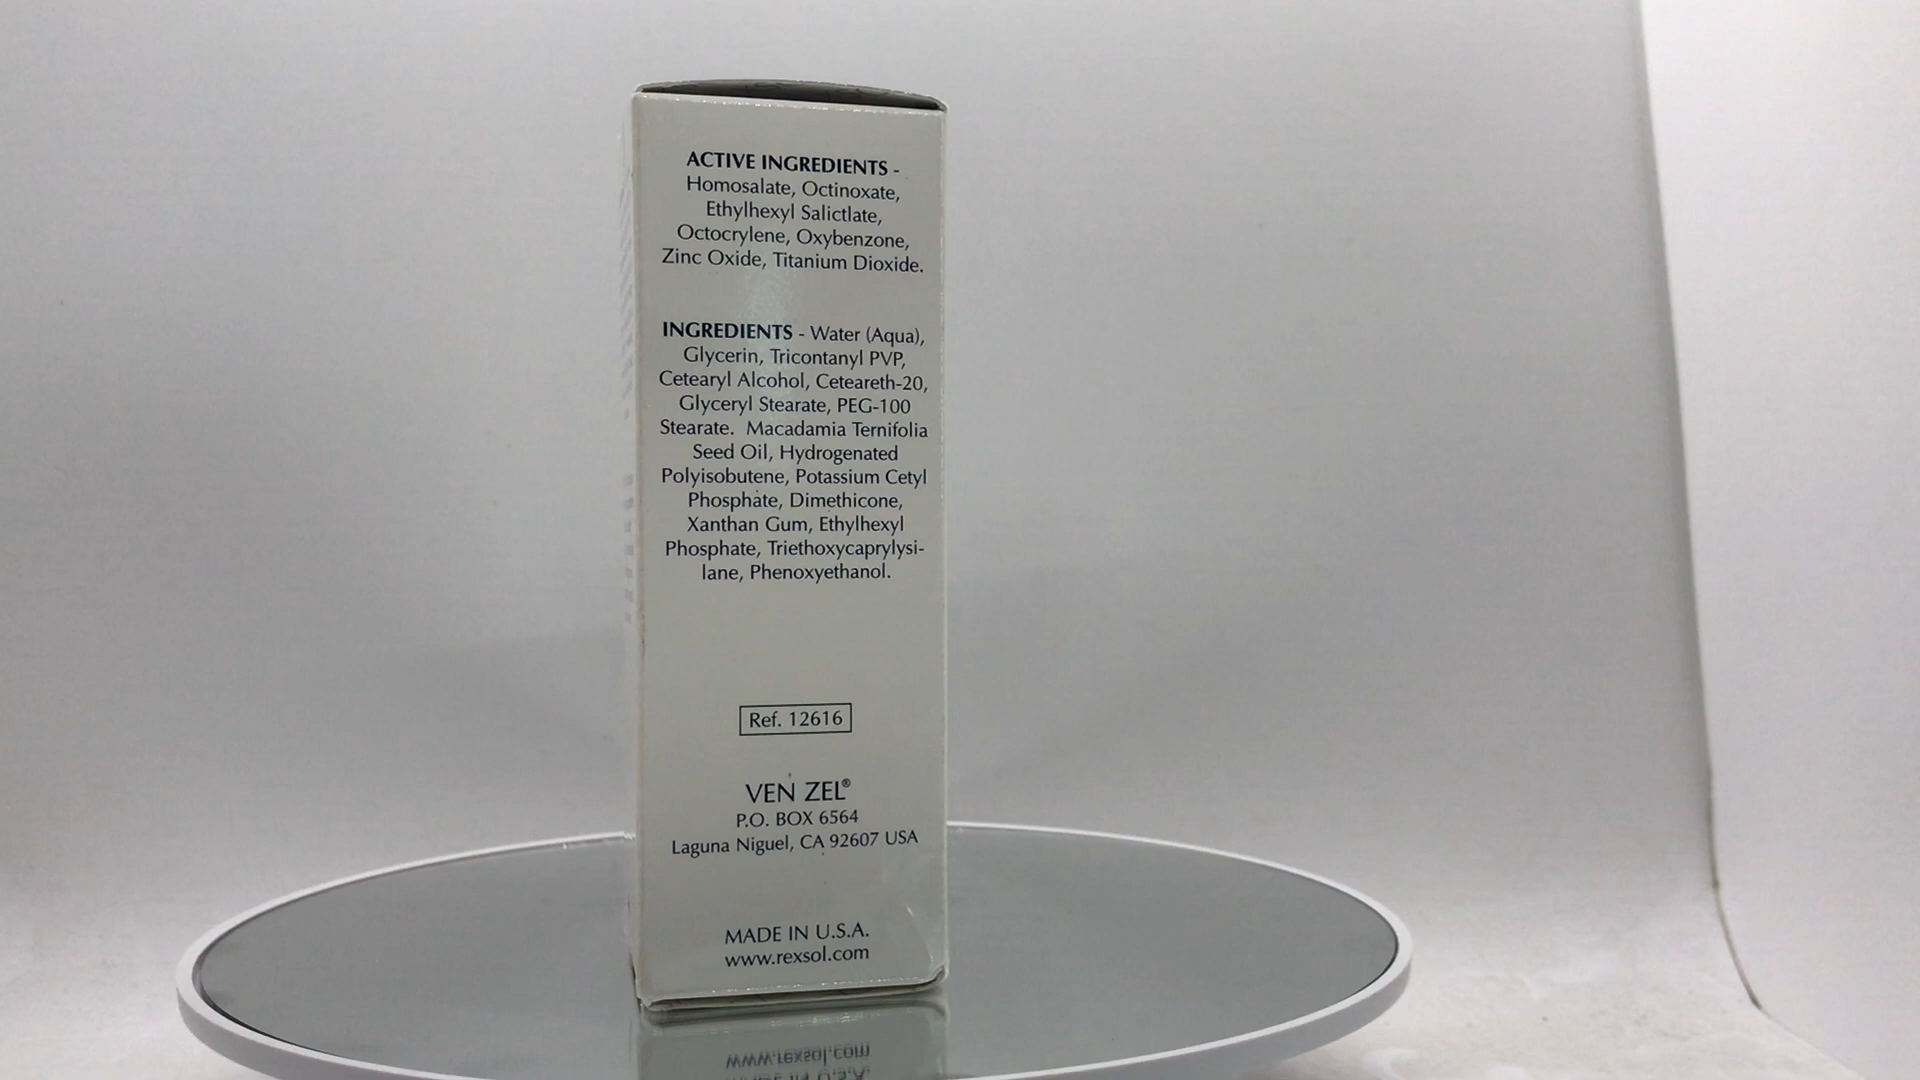 ACTIVE INGREDIENTS -
Homosalate, Octinoxate,
Ethylhexyl Salictlate,
Octocrylene, Oxybenzone,
Zinc Oxide, Titanium Dioxide.
INGREDIENTS - Water (Aqua),
Glycerin, Tricontanyl PVP,
Cetearyl Alcohol, Ceteareth-20,
Glyceryl Stearate, PEG-100
Stearate. Macadamia Ternifolia
Seed Oil, Hydrogenated
Polyisobutene, Potassium Cetyl
Phosphate, Dimethicone,
Xanthan Gum, Ethylhexyl
Phosphate, Triethoxycaprylysi-
lane, Phenoxyethanol.
Ref. 12616
VEN ZEL®
P.O. BOX 6564
Laguna Niguel, CA 92607 USA
MADE IN U.S.A.
www.rexsol.com